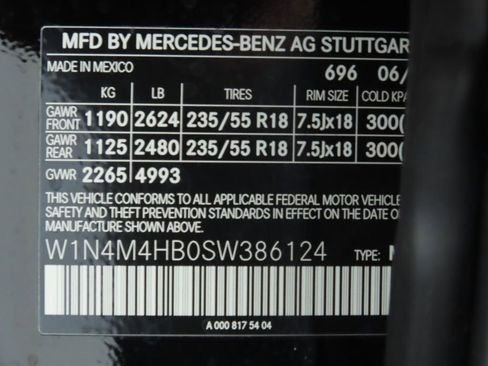 MFD BY MERCEDES-BENZ AG STUTTGAR
MADE IN MEXICO 696 06/
KG LB TIRES RIM SIZE COLD KPA
GAWR FRONT 1190 2624 235/55 R18 7.5Jx18 300(
GAWR REAR 1125 2480 235/55 R18 7.5Jx18 300(
GVWR 2265 4993
THIS VEHICLE CONFORMS TO ALL APPLICABLE FEDERAL MOTOR VEHICLE
SAFETY AND THEFT PREVENTION STANDARDS IN EFFECT ON THE DATE
OF MANUFACTURE SHOWN ABOVE.
W1N4M4HB0SW386124 TYPE:
A 000 817 54 04